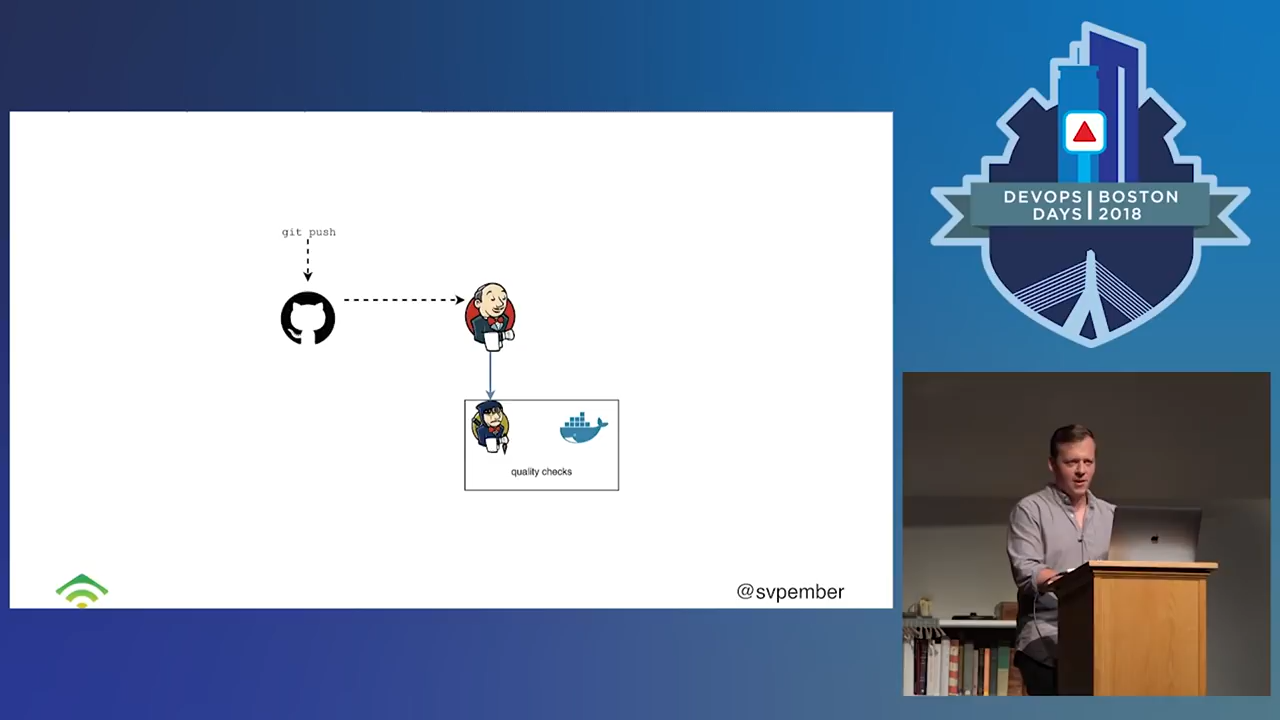 git push
quality checks
@svpember
DEVOPS BOSTON
DAYS 2018